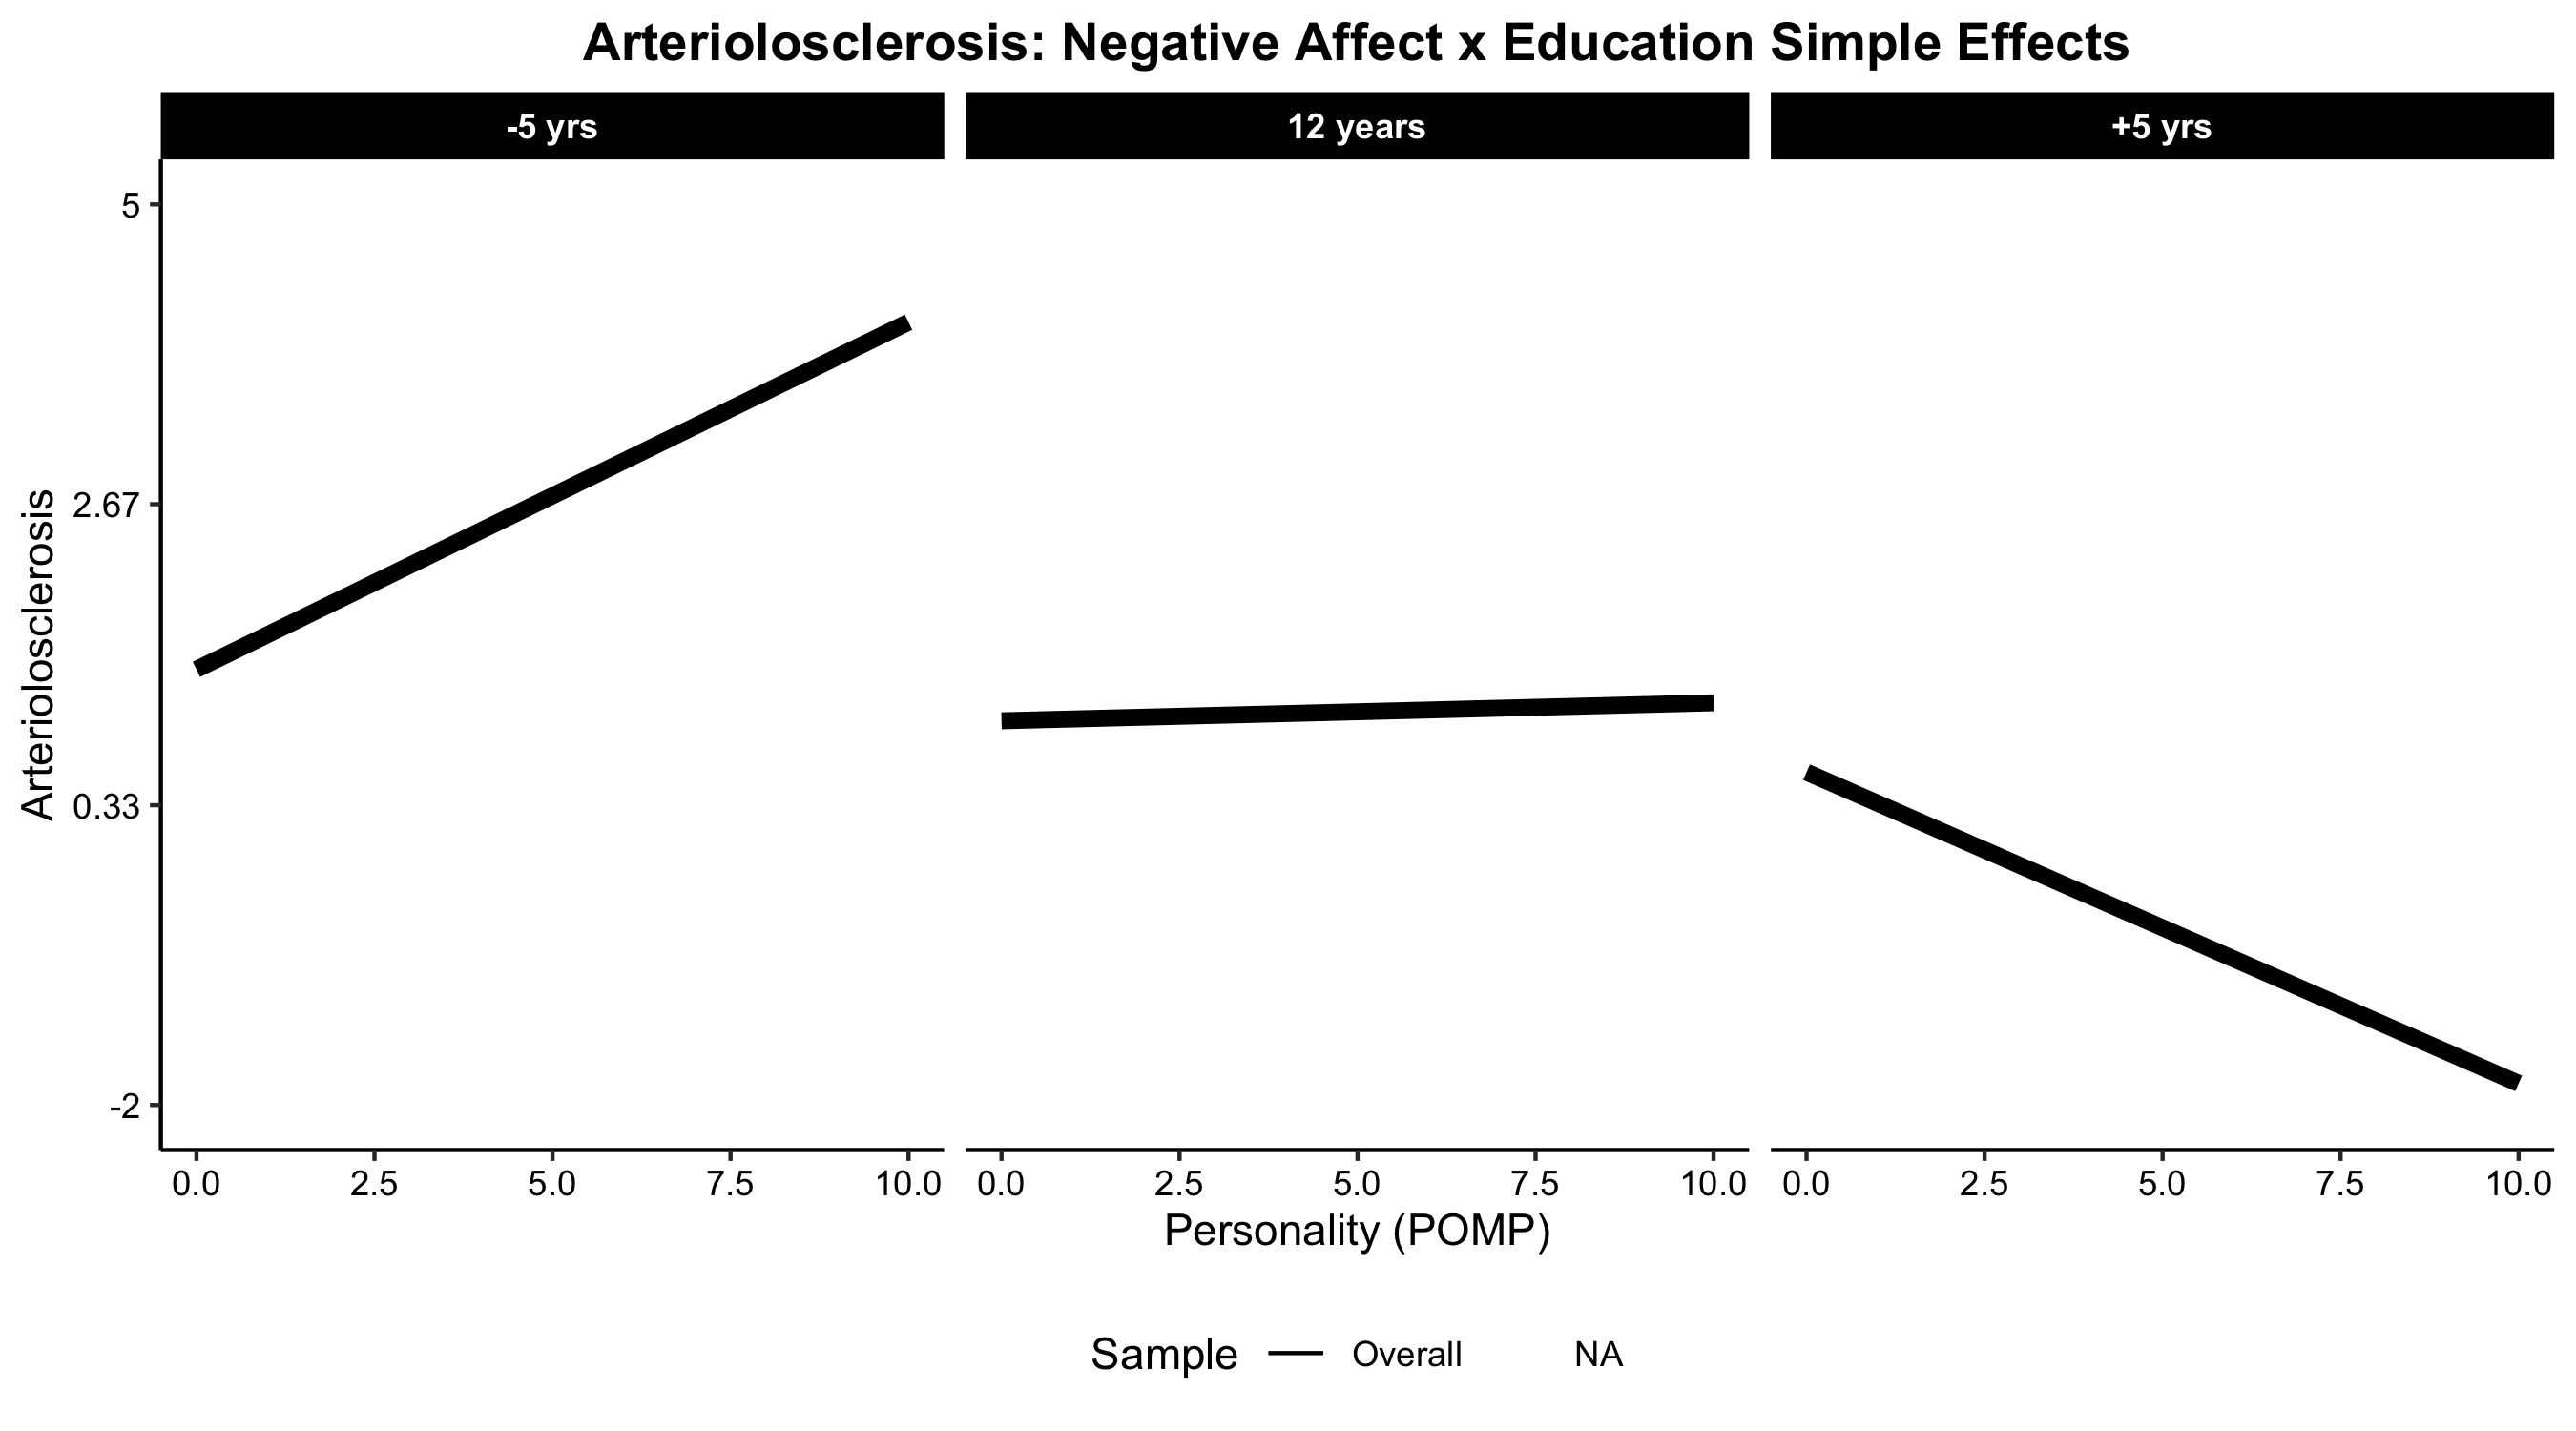 Arteriolosclerosis: Negative Affect x Education Simple Effects
-5 yrs 12 years +5 yrs
Arteriolosclerosis
5
2.67
0.33
-2
0.0 2.5 5.0 7.5 10.0 0.0 2.5 5.0 7.5 10.0 0.0 2.5 5.0 7.5 10.0
Personality (POMP)
Sample Overall NA